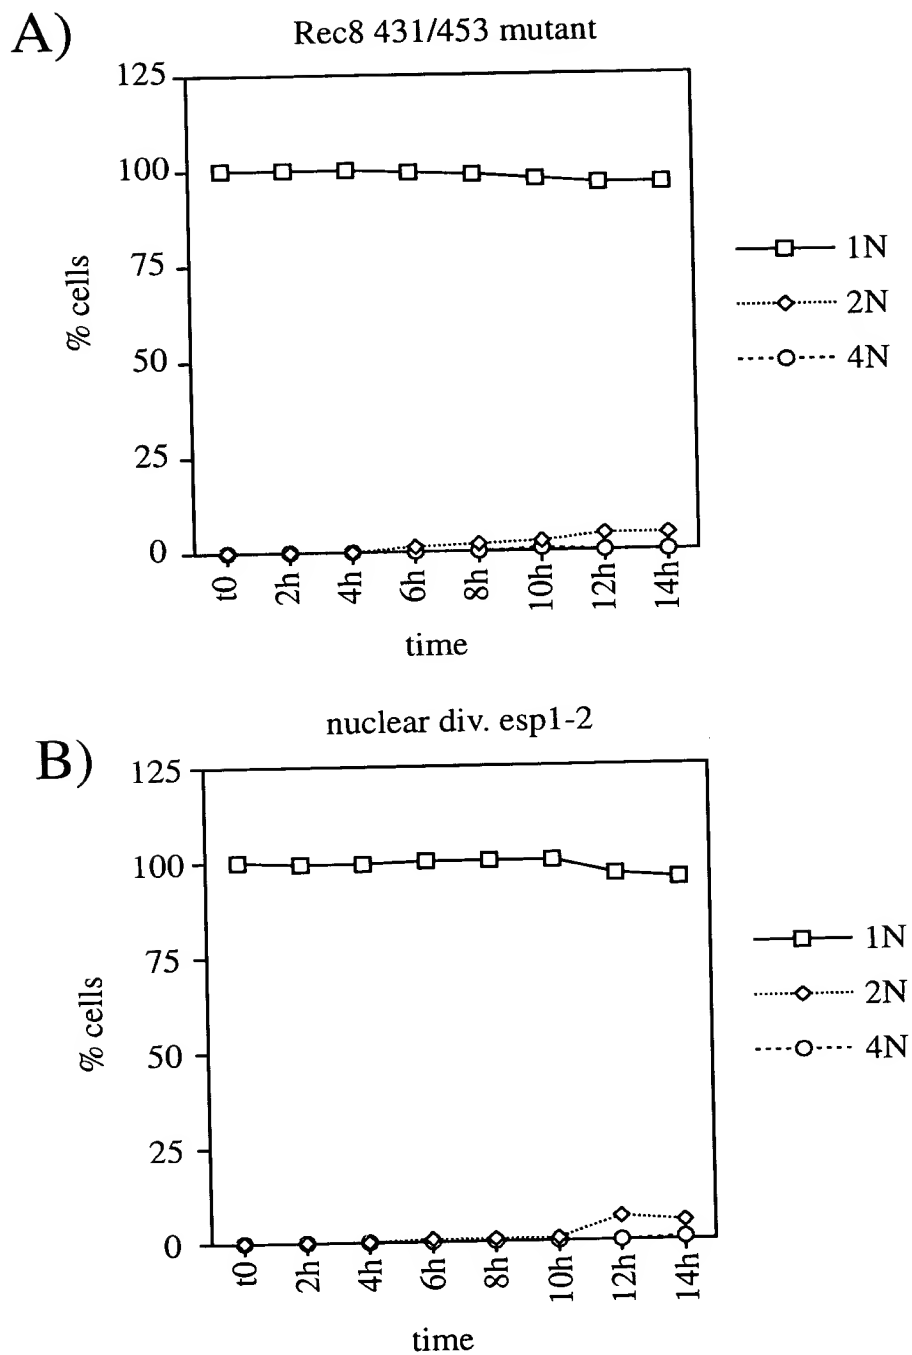 A)
Rec8 431/453 mutant
125
100
75
50
25
0
% cells
t0 2h 4h 6h 8h 10h 12h 14h
time
1N
2N
4N
B)
nuclear div. esp1-2
125
100
75
50
25
0
% cells
t0 2h 4h 6h 8h 10h 12h 14h
time
1N
2N
4N